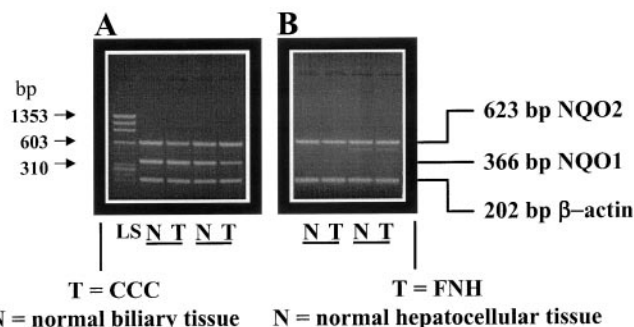 A B
bp
1353
603
310
623 bp NQO2
366 bp NQO1
202 bp β–actin
LS N T N T
N T N T
T = CCC
N = normal biliary tissue
T = FNH
N = normal hepatocellular tissue